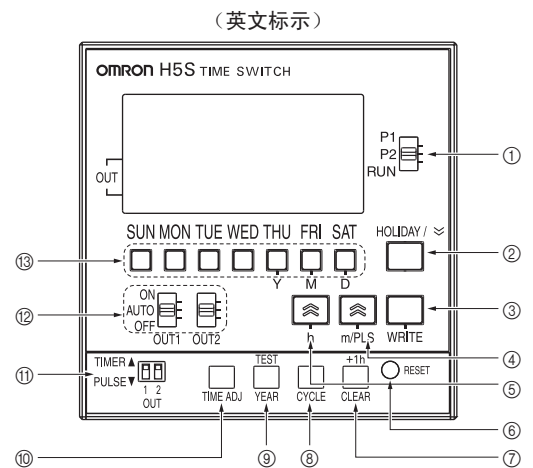 （英文标示）
OMRON H5S TIME SWITCH
P1
P2
RUN
①
OUT
SUN MON TUE WED THU FRI SAT
HOLIDAY /
②
⑬
Y M D
③
ON
AUTO
OFF
⑫
OUT1 OUT2
h m/PLS WRITE
④
⑤
TIMER▲
PULSE▼
⑪
1 2
OUT
TEST +1h
RESET
TIME ADJ YEAR CYCLE CLEAR
⑥
⑩ ⑨ ⑧ ⑦